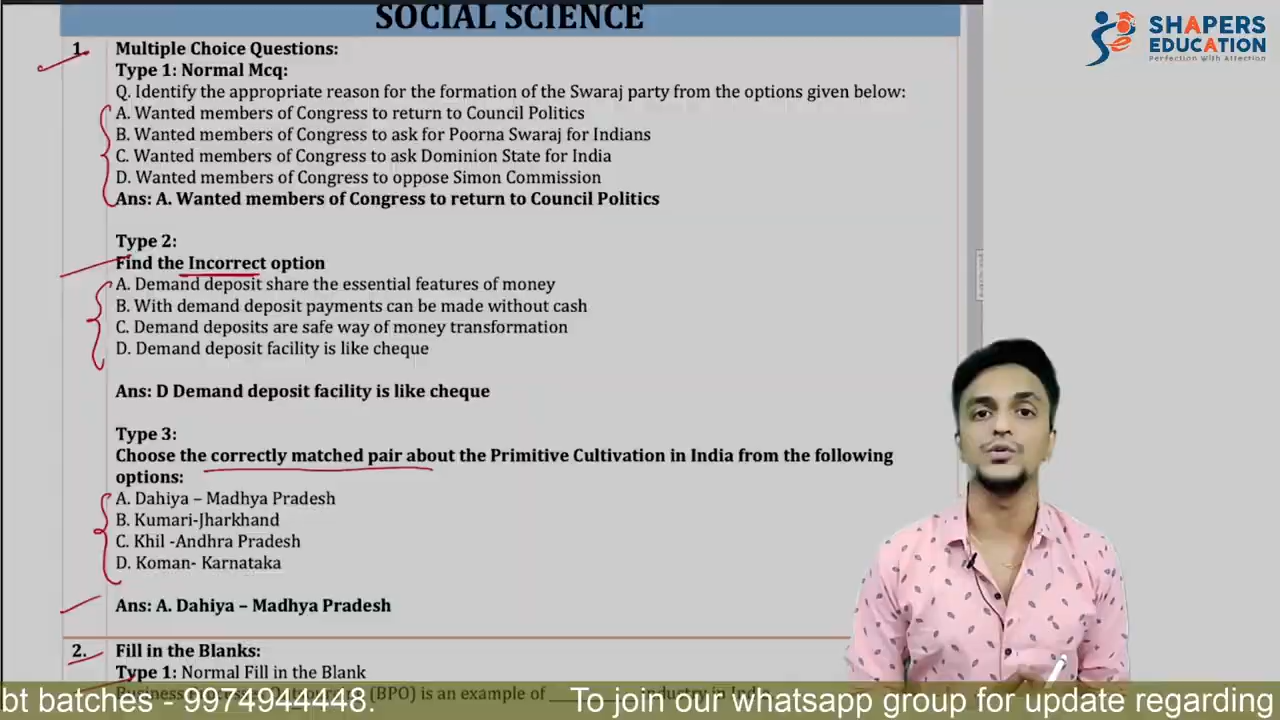 SOCIAL SCIENCE
SHAPERS
EDUCATION
Perfection With Affection
1. Multiple Choice Questions:
Type 1: Normal Mcq:
Q. Identify the appropriate reason for the formation of the Swaraj party from the options given below:
A. Wanted members of Congress to return to Council Politics
B. Wanted members of Congress to ask for Poorna Swaraj for Indians
C. Wanted members of Congress to ask Dominion State for India
D. Wanted members of Congress to oppose Simon Commission
Ans: A. Wanted members of Congress to return to Council Politics
Type 2:
Find the Incorrect option
A. Demand deposit share the essential features of money
B. With demand deposit payments can be made without cash
C. Demand deposits are safe way of money transformation
D. Demand deposit facility is like cheque
Ans: D Demand deposit facility is like cheque
Type 3:
Choose the correctly matched pair about the Primitive Cultivation in India from the following
options:
A. Dahiya – Madhya Pradesh
B. Kumari-Jharkhand
C. Khil -Andhra Pradesh
D. Koman- Karnataka
Ans: A. Dahiya – Madhya Pradesh
2. Fill in the Blanks:
Type 1: Normal Fill in the Blank
Business (BPO) is an example of industry in
bt batches - 9974944448. To join our whatsapp group for update regarding